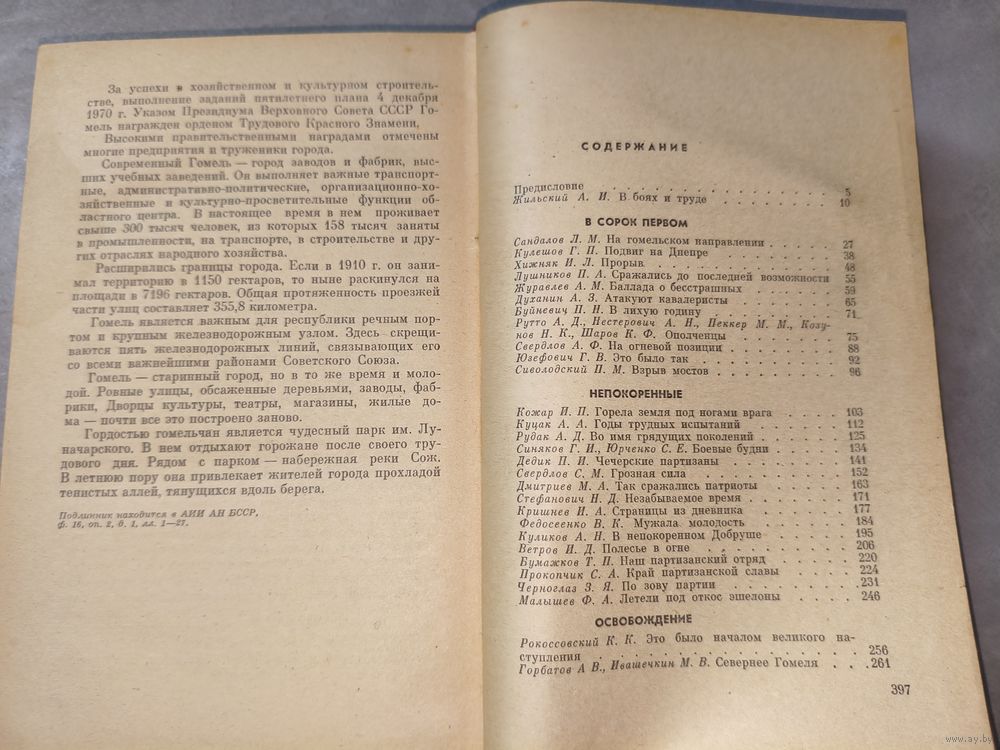 За успехи в хозяйственном и культурном строитель-
стве, выполнение заданий пятилетнего плана 4 декабря
1970 г. Указом Президиума Верховного Совета СССР Го-
мель награжден орденом Трудового Красного Знамени,
Высокими правительственными наградами отмечены
многие предприятия и труженики города.
Современный Гомель — город заводов и фабрик, выс-
ших учебных заведений. Он выполняет важные транспорт-
ные, административно-политические, организационно-хо-
зяйственные и культурно-просветительные функции об-
ластного центра. В настоящее время в нем проживает
свыше 300 тысяч человек, из которых 158 тысяч заняты
в промышленности, на транспорте, в строительстве и дру-
гих отраслях народного хозяйства.
Расширились границы города. Если в 1910 г. он зани-
мал территорию в 1150 гектаров, то ныне раскинулся на
площади в 7196 гектаров. Общая протяженность проезжей
части улиц составляет 355,8 километра.
Гомель является важным для республики речным пор-
том и крупным железнодорожным узлом. Здесь скрещи-
ваются пять железнодорожных линий, связывающих его
со всеми важнейшими районами Советского Союза.
Гомель — старинный город, но в то же время и моло-
дой. Ровные улицы, обсаженные деревьями, заводы, фаб-
рики, Дворцы культуры, театры, магазины, жилые до-
ма — почти все это построено заново.
Гордостью гомельчан является чудесный парк им. Лу-
начарского. В нем отдыхают горожане после своего тру-
дового дня. Рядом с парком — набережная реки Сож.
В летнюю пору она привлекает жителей города прохладой
тенистых аллей, тянущихся вдоль берега.
Подлинник находится в АИИ АН БССР,
ф. 16, оп. 2, д. 1, лл. 1—27.
СОДЕРЖАНИЕ
Предисловие . . . . . . . . . . 5
Жильский А. И. В боях и труде . . . . . . . 10
В СОРОК ПЕРВОМ
Сандалов Л. М. На гомельском направлении . . . . . 27
Кулешов Г. П. Подвиг на Днепре . . . . . . . 38
Хижняк И. Л. Прорыв . . . . . . . . . 48
Лушников П. А. Сражались до последней возможности 55
Журавлев А. М. Баллада о бесстрашных . . . . . 59
Духанин А. З. Атакуют кавалеристы . . . . . . 65
Буйневич П. Н. В лихую годину . . . . . . . 71
Рутто А. Д., Нестерович А. Н., Пеккер М. М., Козу-
нов Н. К., Шаров К. Ф. Ополченцы . . . . . 75
Свердлов А. Ф. На огневой позиции . . . . . . 88
Юзефович Г. В. Это было так . . . . . . . 92
Сиволодский П. М. Взрыв мостов . . . . . . . 96
НЕПОКОРЕННЫЕ
Кожар И. П. Горела земля под ногами врага . . . . 103
Куцак А. А. Годы трудных испытаний . . . . . . 112
Рудак А. Д. Во имя грядущих поколений . . . . . 125
Синяков Г. И., Юрченко С. Е. Боевые будни . . . . 134
Дедик П. И. Чечерские партизаны . . . . . . . 141
Свердлов С. М. Грозная сила . . . . . . . 152
Дмитриев М. А. Так сражались патриоты . . . . . 163
Стефанович Н. Д. Незабываемое время . . . . . . 171
Кришнев И. А. Страницы из дневника . . . . . . 177
Федосеенко В. К. Мужала молодость . . . . . . 184
Куликов А. Н. В непокоренном Добруше . . . . . 195
Ветров И. Д. Полесье в огне . . . . . . . . 206
Бумажков Т. П. Наш партизанский отряд . . . . . 220
Прокопчик С. А. Край партизанской славы . . . . . 224
Черноглаз З. Я. По зову партии . . . . . . . 231
Малышев Ф. А. Летели под откос эшелоны . . . . 246
ОСВОБОЖДЕНИЕ
Рокоссовский К. К. Это было началом великого на-
ступления . . . . . . . . . . . 256
Горбатов А В., Ивашечкин М. В. Севернее Гомеля . . . 261
397
www.ay.by